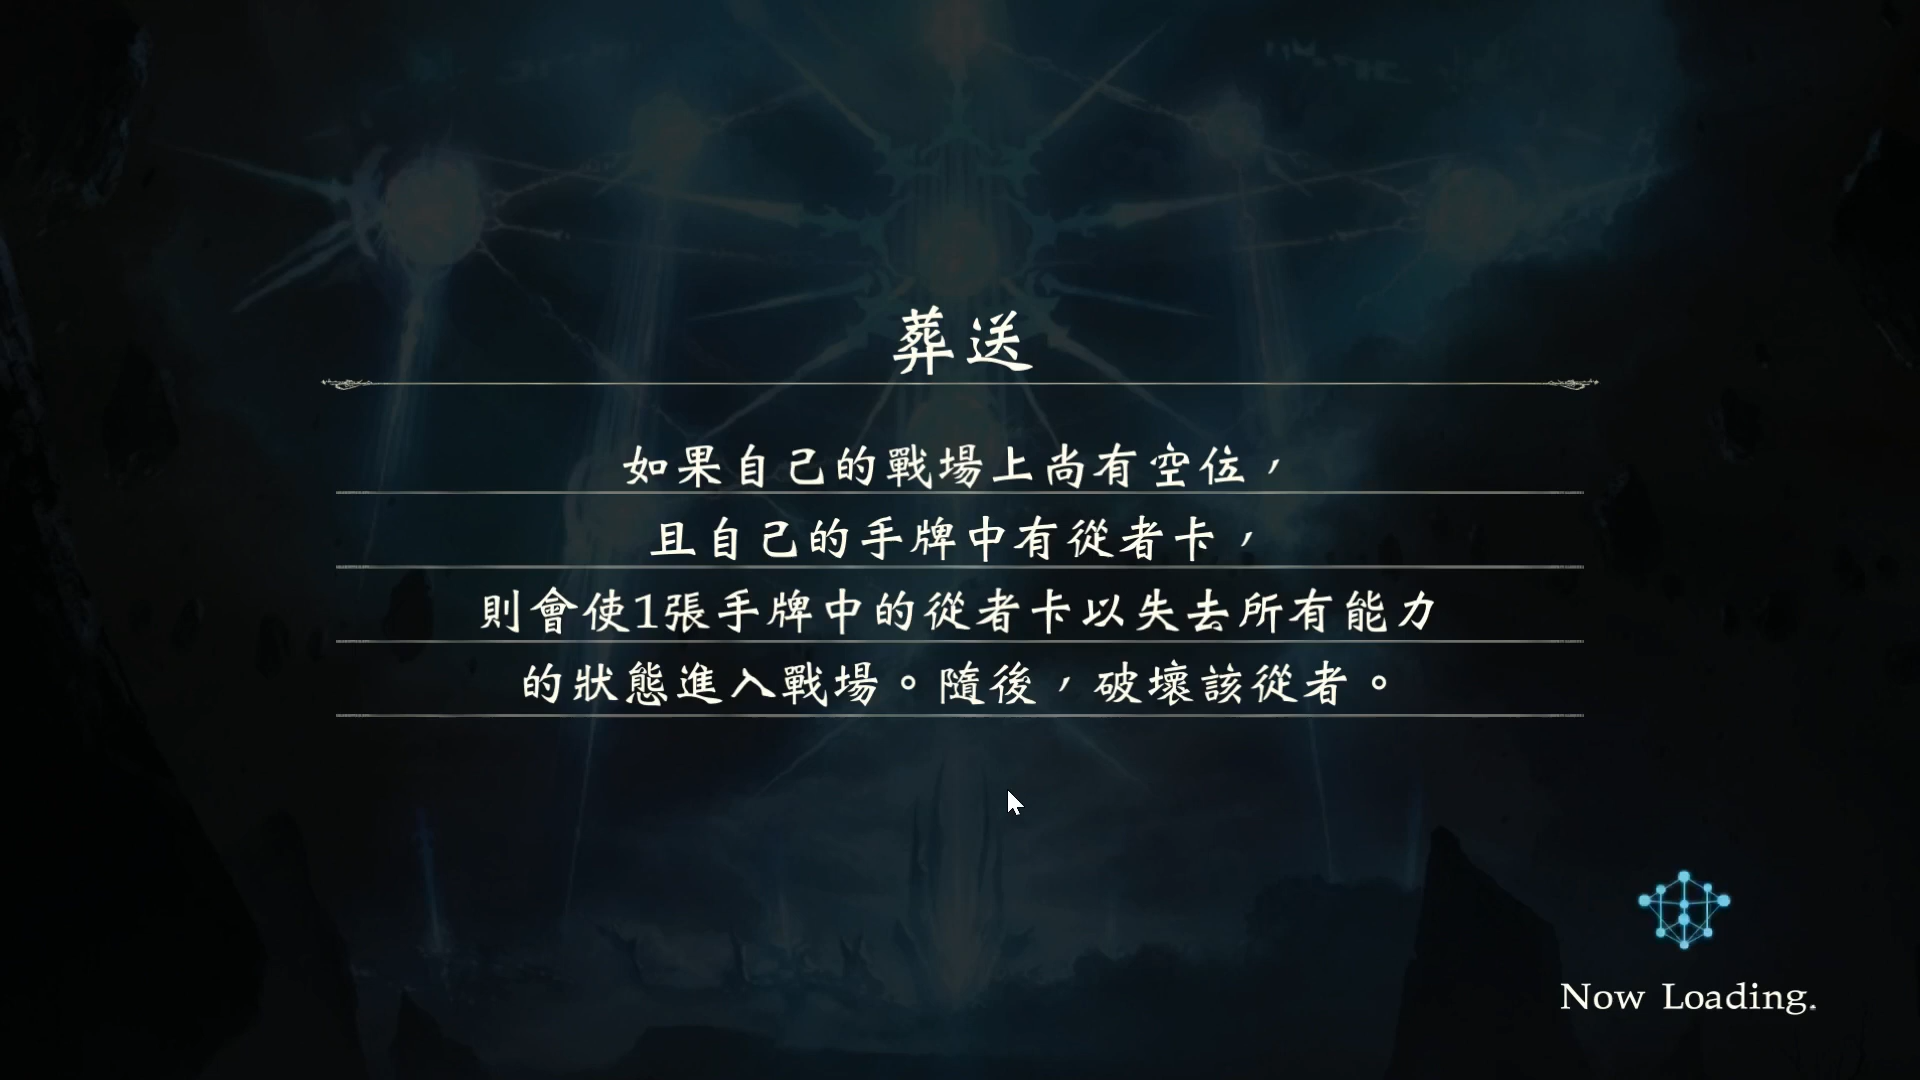 葬送
如果自己的戰場上尚有空位，
且自己的手牌中有從者卡，
則會使1張手牌中的從者卡以失去所有能力
的狀態進入戰場。隨後，破壞該從者。
Now Loading.